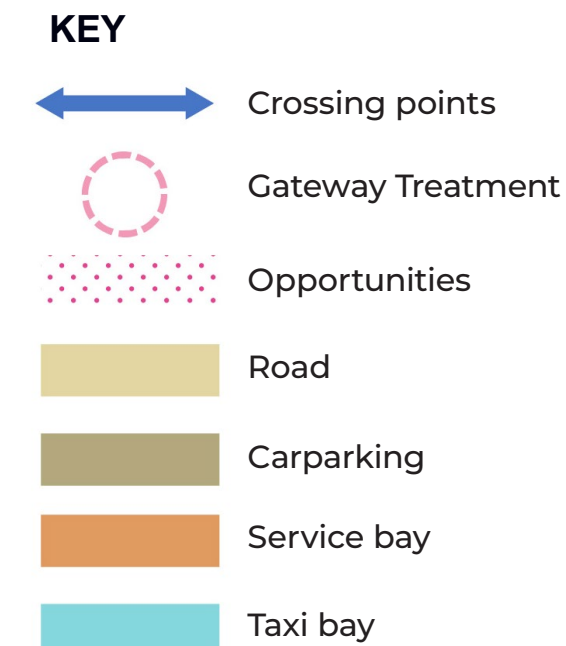 KEY
Crossing points
Gateway Treatment
Opportunities
Road
Carparking
Service bay
Taxi bay